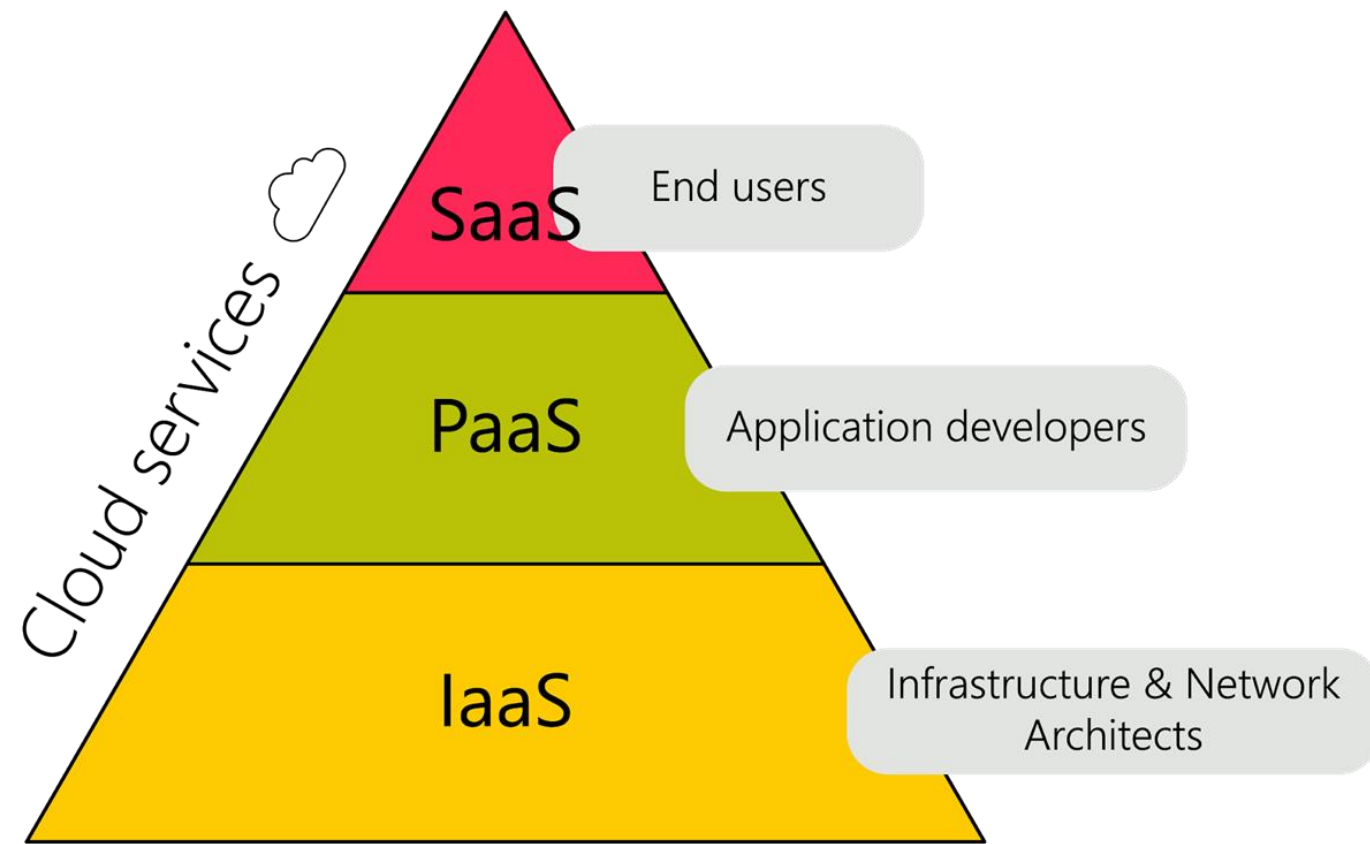 Cloud services
SaaS
End users
PaaS
Application developers
IaaS
Infrastructure & Network
Architects